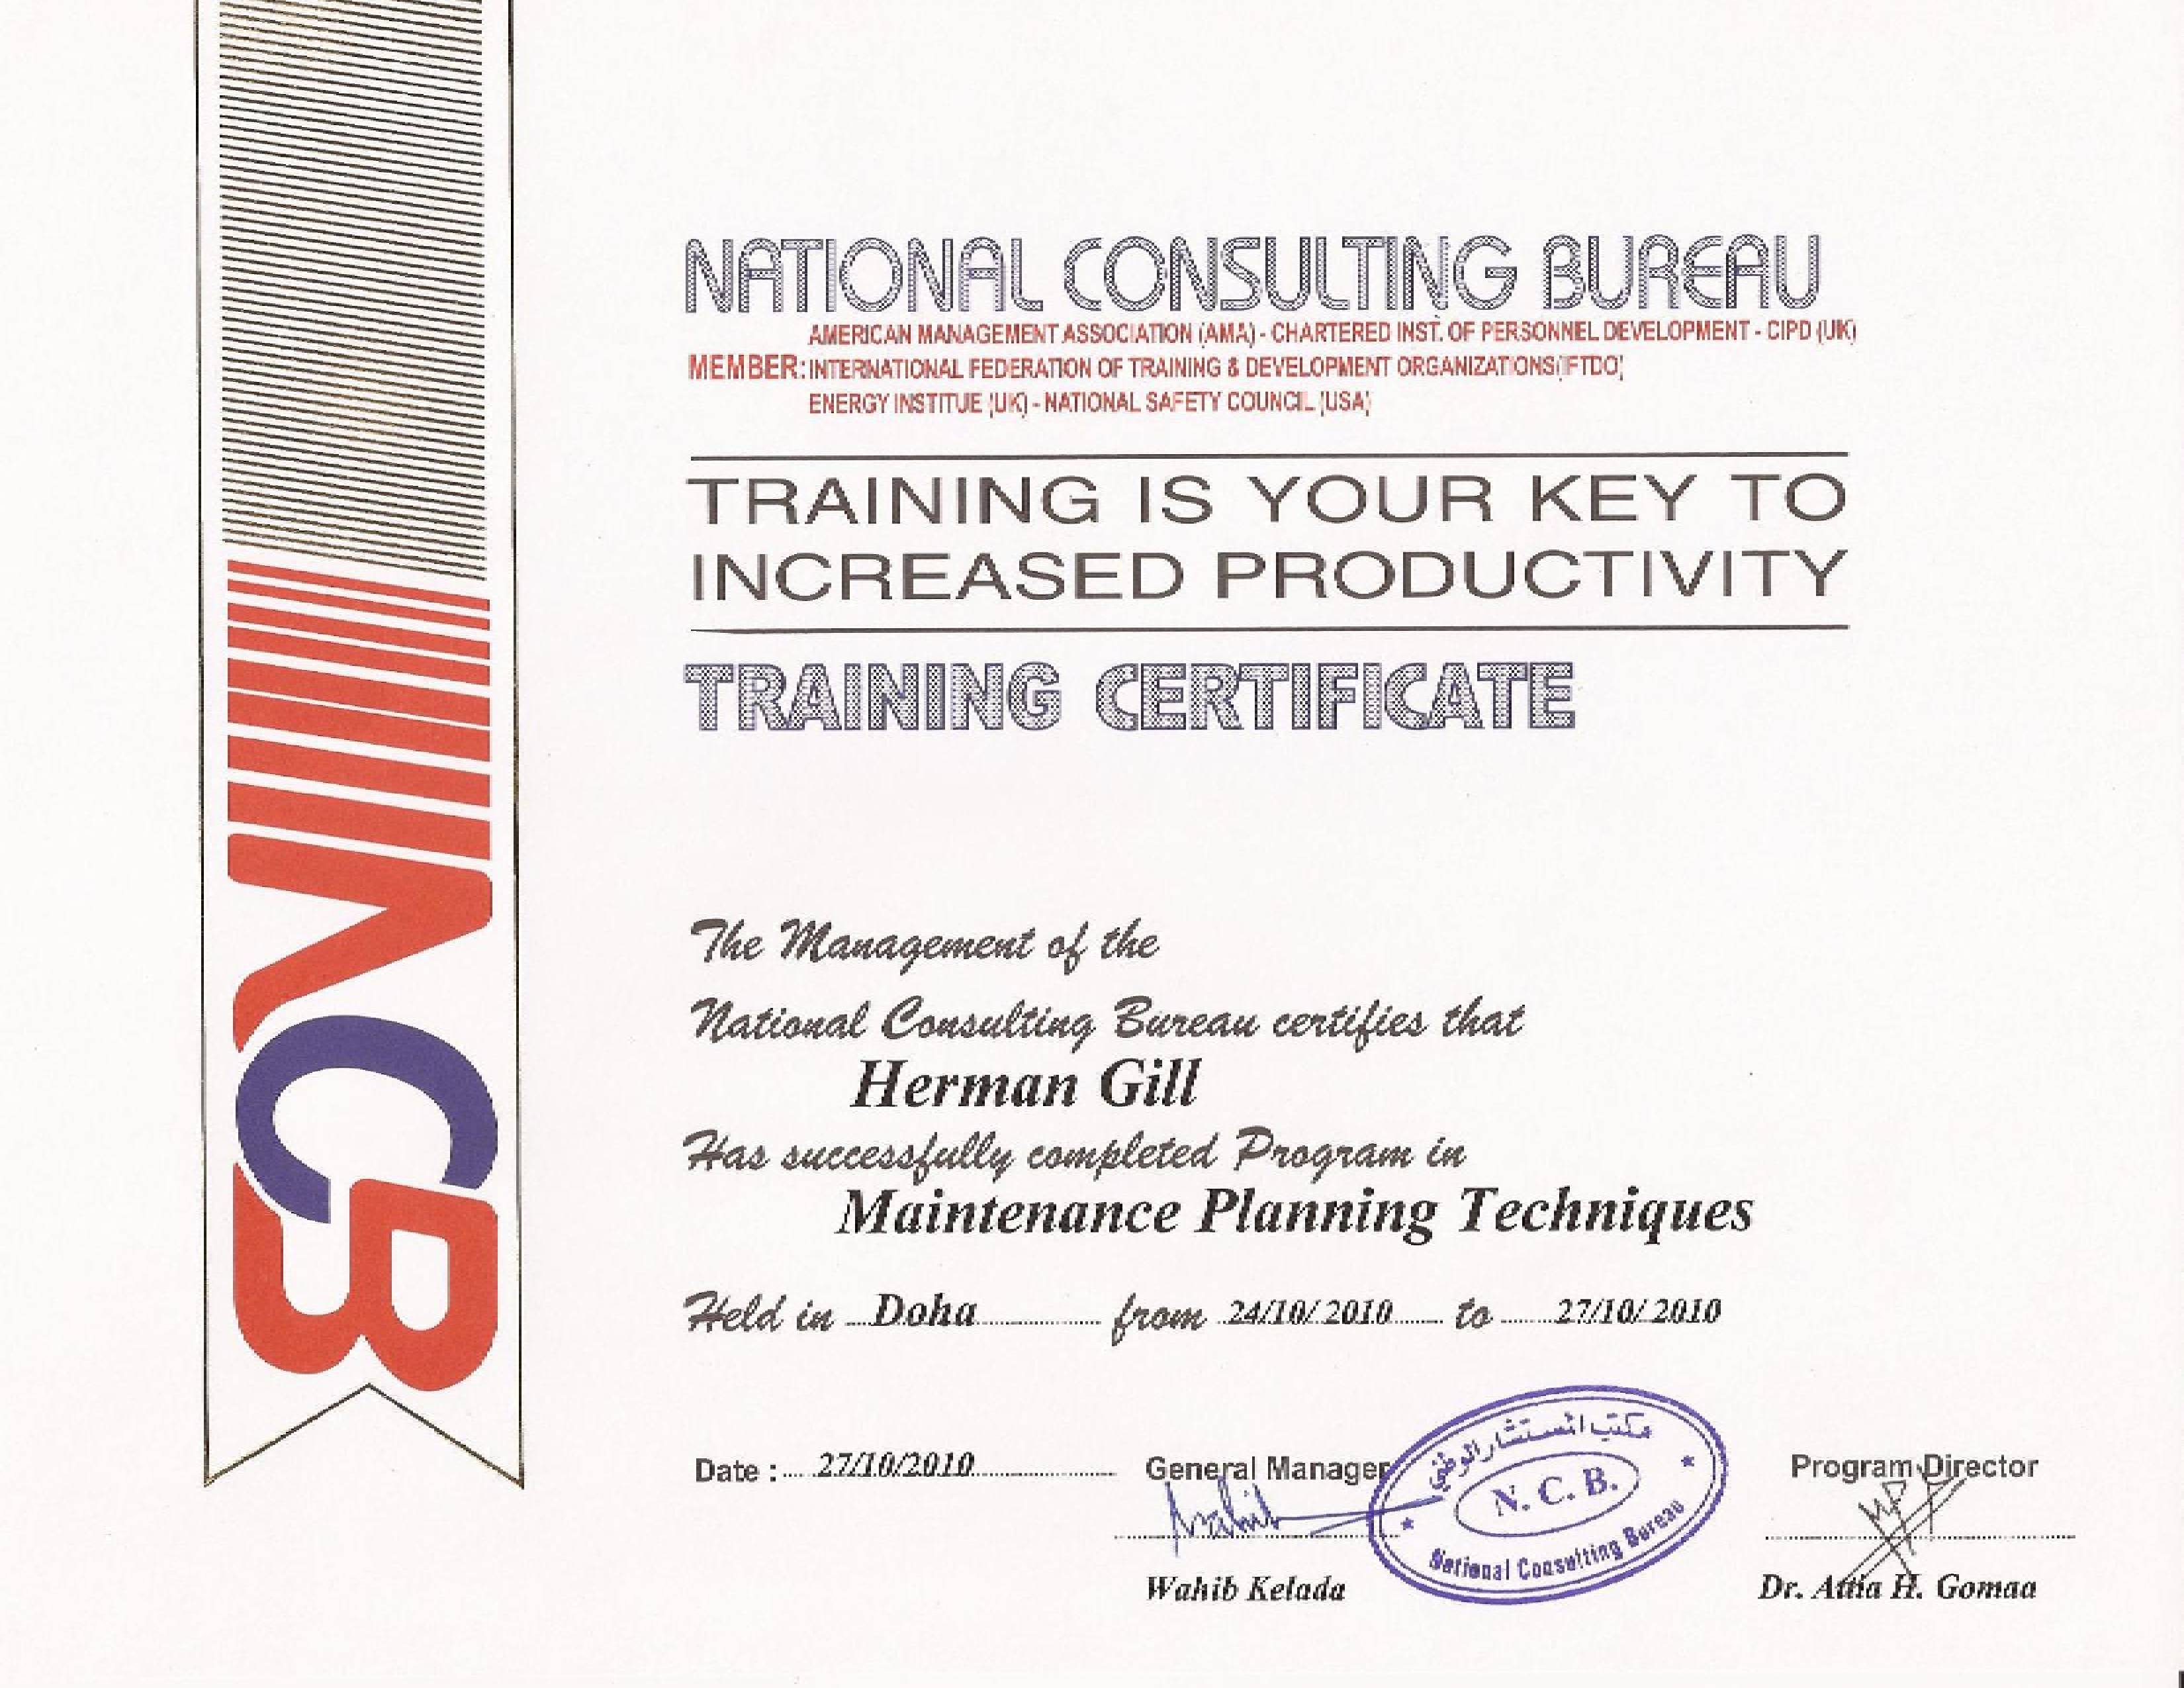 NCB
NATIONAL CONSULTING BUREAU
AMERICAN MANAGEMENT ASSOCIATION (AMA) - CHARTERED INST. OF PERSONNEL DEVELOPMENT - CIPD (UK)
MEMBER: INTERNATIONAL FEDERATION OF TRAINING & DEVELOPMENT ORGANIZATIONS (IFTDO)
ENERGY INSTITUE (UK) - NATIONAL SAFETY COUNCIL (USA)
TRAINING IS YOUR KEY TO
INCREASED PRODUCTIVITY
TRAINING CERTIFICATE
The Management of the
National Consulting Bureau certifies that
Herman Gill
Has successfully completed Program in
Maintenance Planning Techniques
Held in Doha from 24/10/2010 to 27/10/2010
Date : 27/10/2010 General Manager Program Director
Wahib Kelada Dr. Attia H. Gomaa
مكتب المستشار الوطني
N. C. B.
National Consulting Bureau